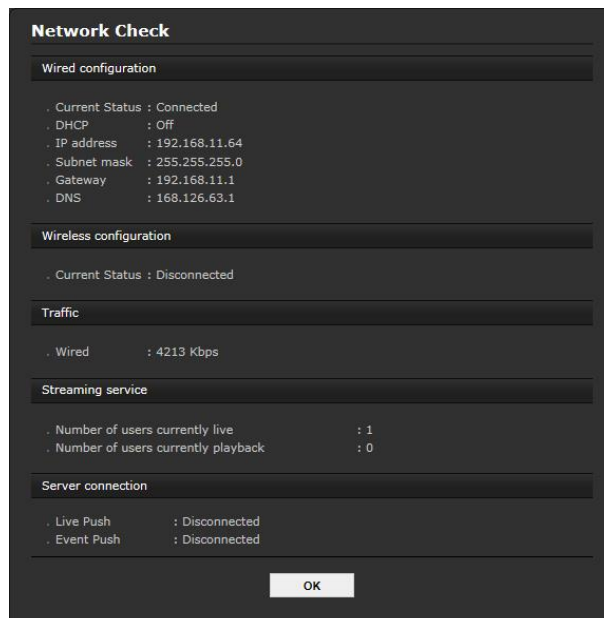 Network Check
Wired configuration
. Current Status : Connected
. DHCP : Off
. IP address : 192.168.11.64
. Subnet mask : 255.255.255.0
. Gateway : 192.168.11.1
. DNS : 168.126.63.1
Wireless configuration
. Current Status : Disconnected
Traffic
. Wired : 4213 Kbps
Streaming service
. Number of users currently live : 1
. Number of users currently playback : 0
Server connection
. Live Push : Disconnected
. Event Push : Disconnected
OK